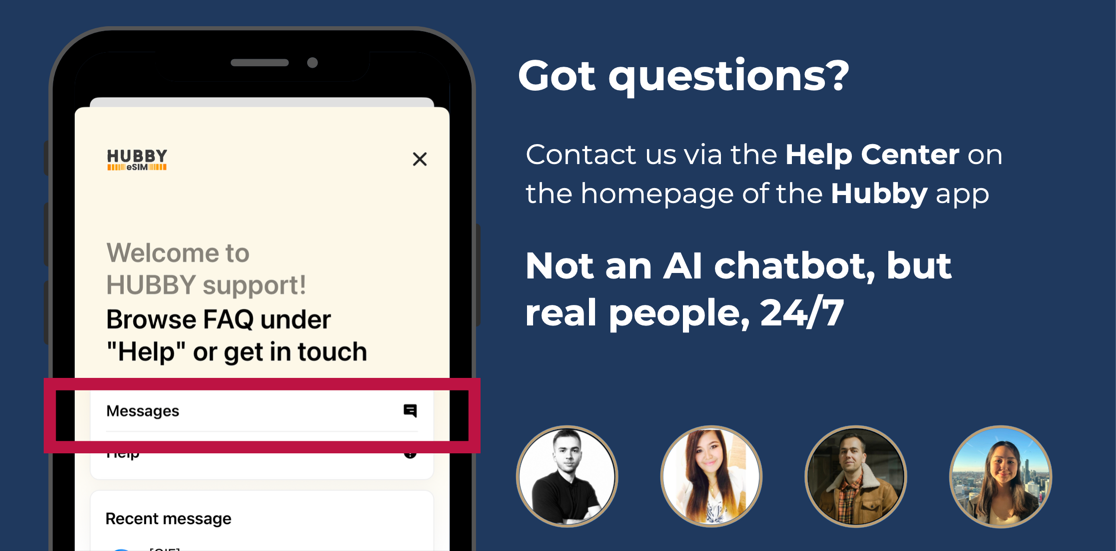 HUBBY
eSIM
Welcome to
HUBBY support!
Browse FAQ under
"Help" or get in touch
Messages
Help
Recent message
Got questions?
Contact us via the Help Center on
the homepage of the Hubby app
Not an AI chatbot, but
real people, 24/7